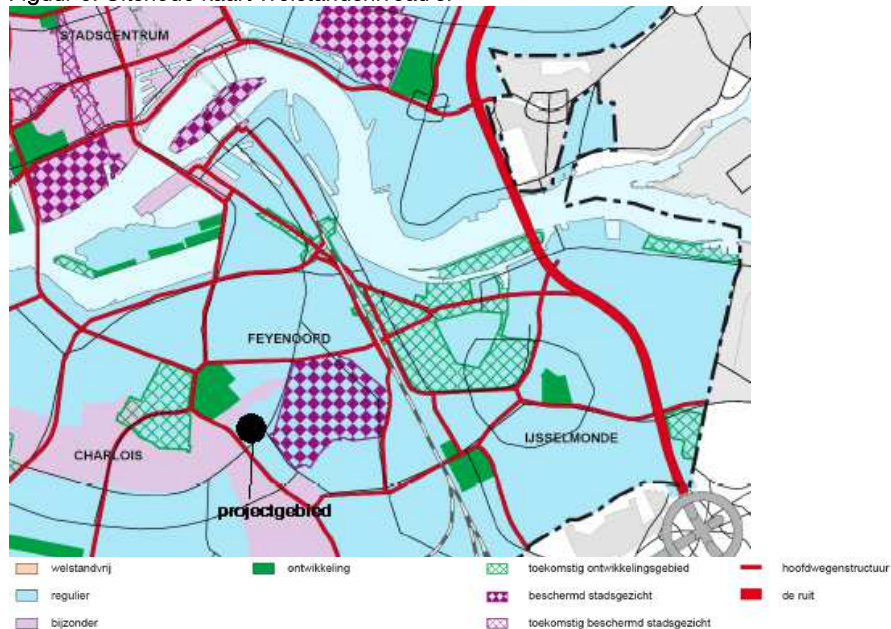 STADSCENTRUM
FEYENOORD
IJSSELMONDE
CHARLOIS
projectgebied
welstandvrij
ontwikkeling
toekomstig ontwikkelingsgebied
hoofdwegenstructuur
regulier
beschermd stadsgezicht
de ruit
bijzonder
toekomstig beschermd stadsgezicht